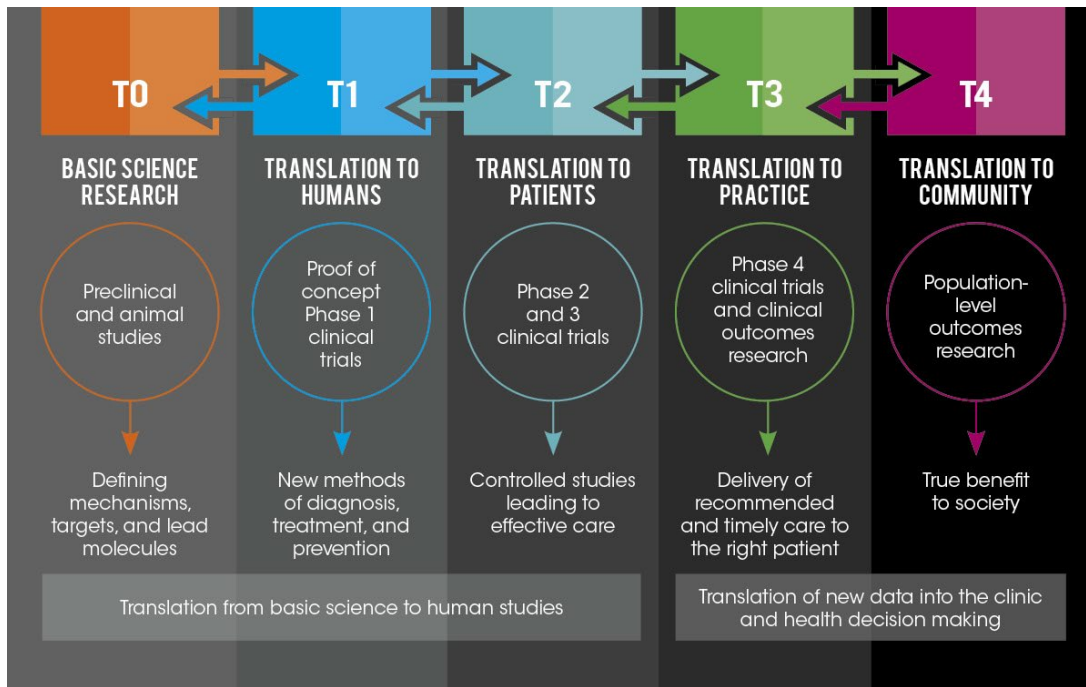 T0
T1
T2
T3
T4
BASIC SCIENCE
RESEARCH
TRANSLATION TO
HUMANS
TRANSLATION TO
PATIENTS
TRANSLATION TO
PRACTICE
TRANSLATION TO
COMMUNITY
Preclinical
and animal
studies
Proof of
concept
Phase 1
clinical
trials
Phase 2
and 3
clinical trials
Phase 4
clinical trials
and clinical
outcomes
research
Population-
level
outcomes
research
Defining
mechanisms,
targets, and lead
molecules
New methods
of diagnosis,
treatment, and
prevention
Controlled studies
leading to
effective care
Delivery of
recommended
and timely care to
the right patient
True benefit
to society
Translation from basic science to human studies
Translation of new data into the clinic
and health decision making